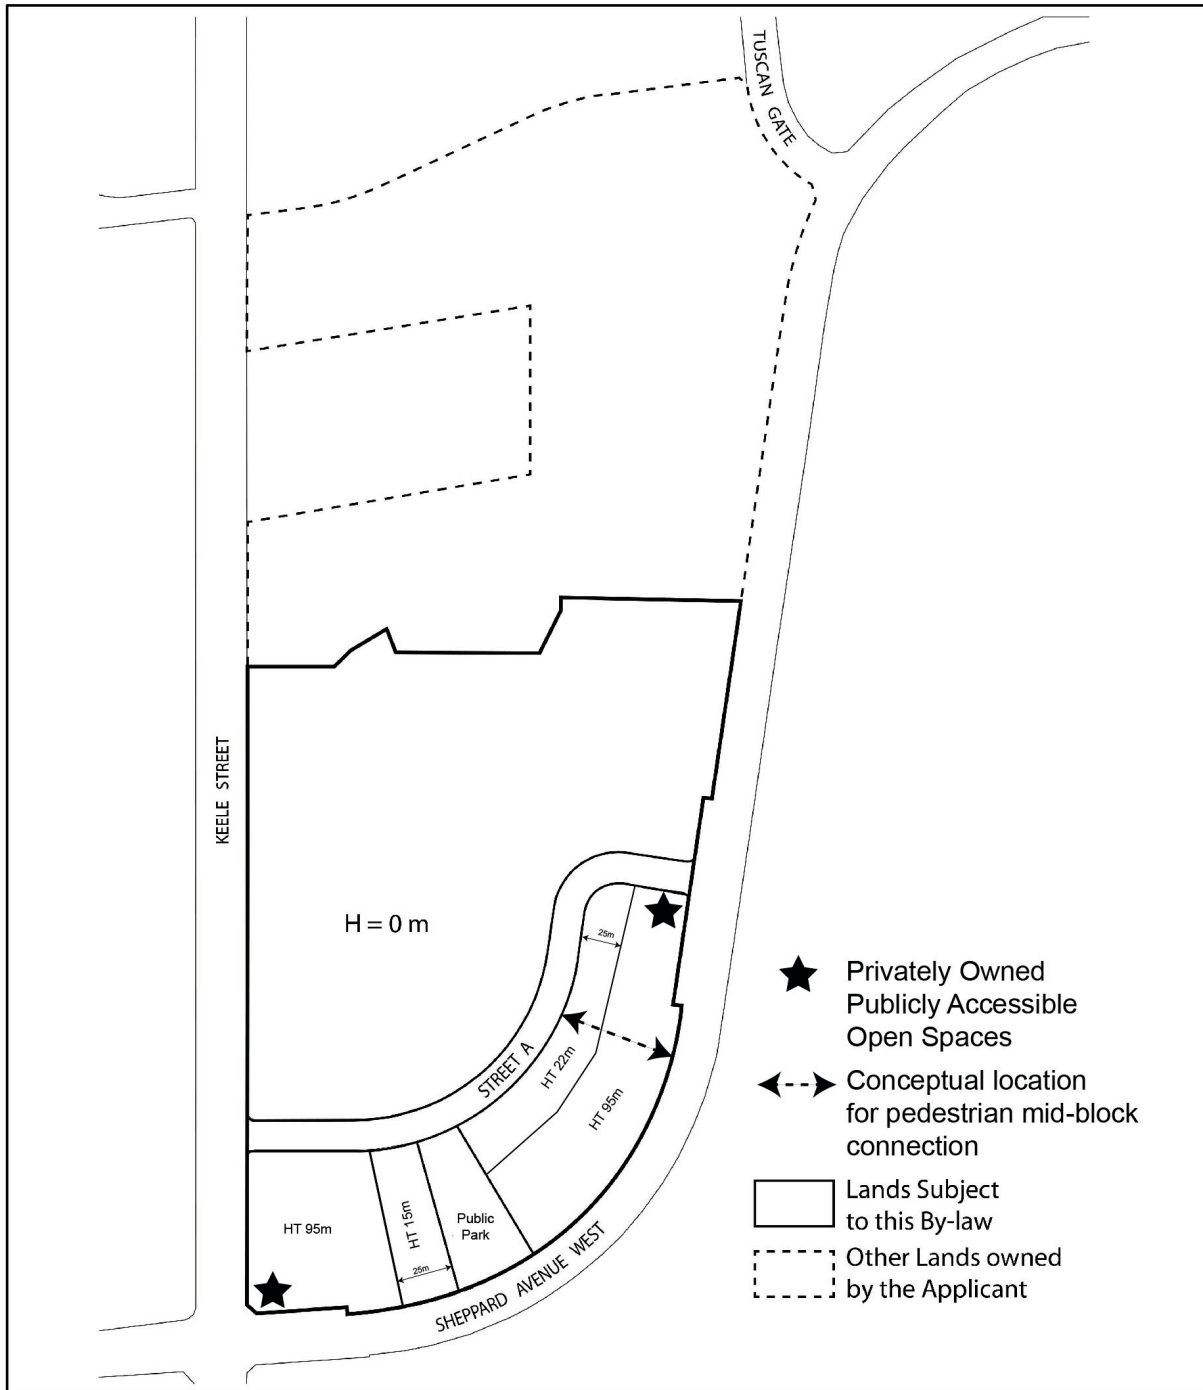 TUSCAN GATE
KEELE STREET
H = 0 m
25m
STREET A
HT 22m
HT 95m
HT 95m
HT 15m
25m
Public
Park
SHEPPARD AVENUE WEST
Privately Owned
Publicly Accessible
Open Spaces
Conceptual location
for pedestrian mid-block
connection
Lands Subject
to this By-law
Other Lands owned
by the Applicant